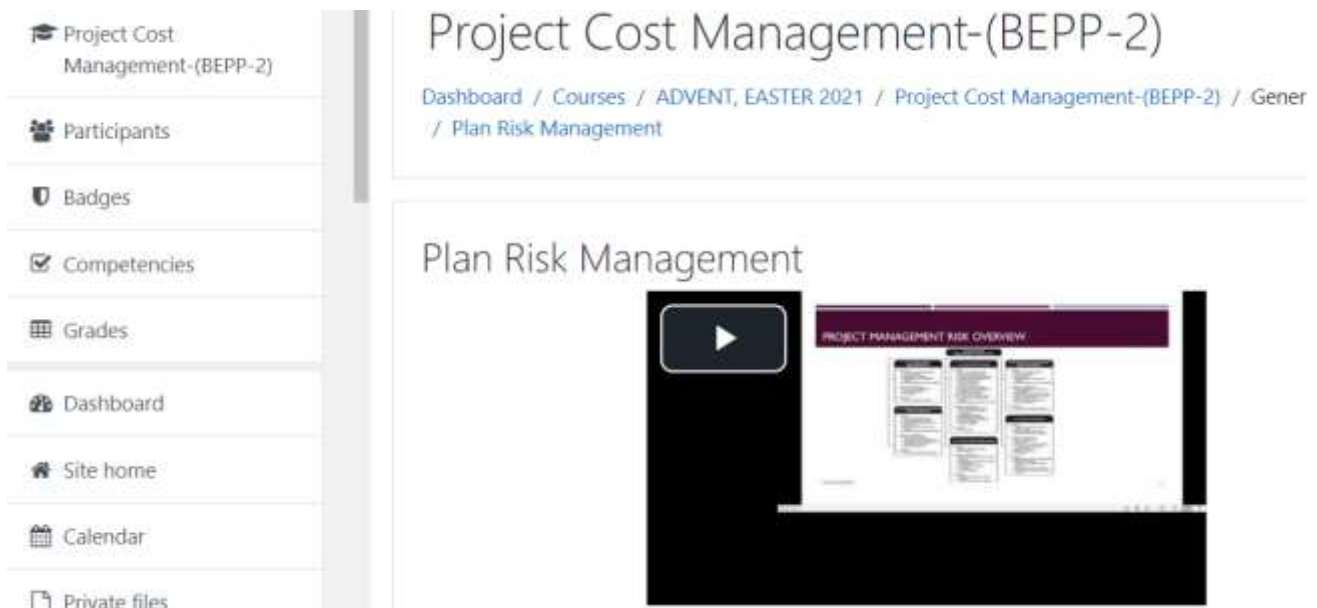 Project Cost
Management-(BEPP-2)
Participants
Badges
Competencies
Grades
Dashboard
Site home
Calendar
Private files
Project Cost Management-(BEPP-2)
Dashboard / Courses / ADVENT, EASTER 2021 / Project Cost Management-(BEPP-2) / Gener
/ Plan Risk Management
Plan Risk Management
PROJECT MANAGEMENT RISK OVERVIEW